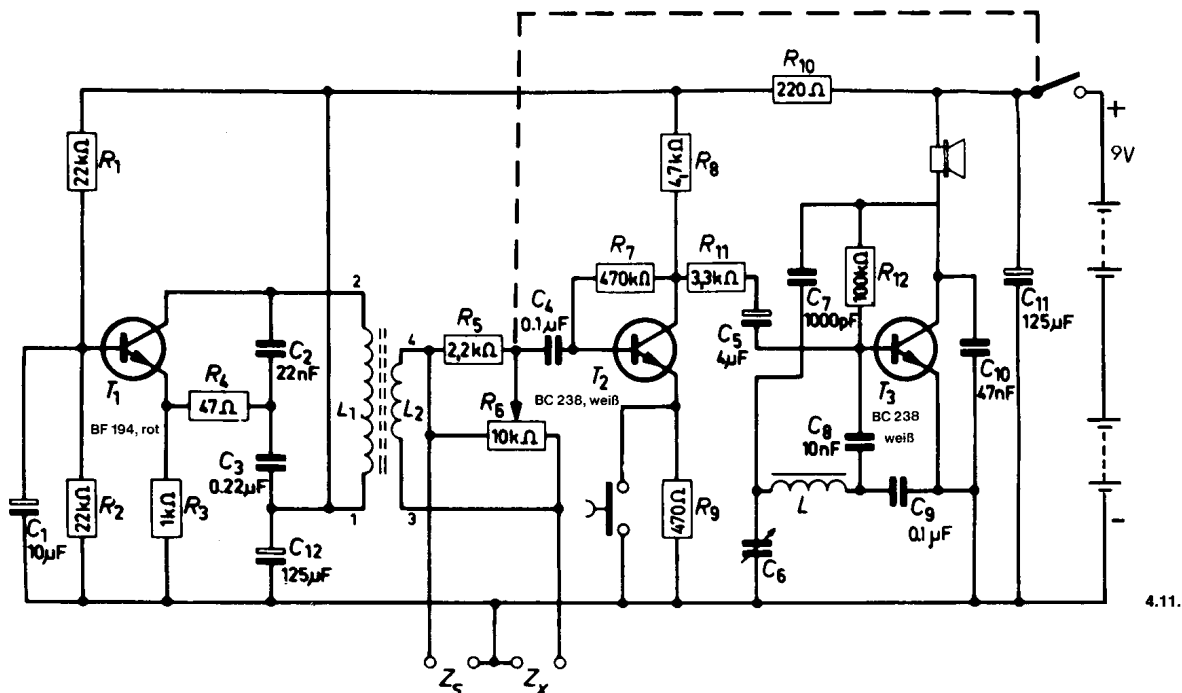 R10
220Ω
+
9V
22kΩ
R1
4,7kΩ
R8
R7
470kΩ
R11
3,3kΩ
100kΩ
R12
C7
1000pF
C11
125µF
2
C4
0.1µF
R5
2,2kΩ
4
C5
4µF
C2
22nF
T1
BF 194, rot
R4
47Ω
L1
L2
T2
BC 238, weiß
R6
10kΩ
T3
BC 238
weiß
C10
47nF
C8
10nF
C3
0.22µF
C1
10µF
22kΩ
R2
1kΩ
R3
1
3
C12
125µF
470Ω
R9
L
C9
0.1µF
-
C6
4.11.
Zs
Zx